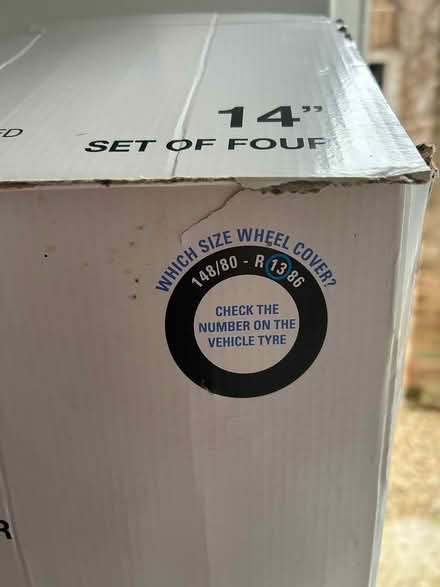 14"
ED
SET OF FOUR
WHICH SIZE WHEEL COVER?
148/80 - R 13 86
CHECK THE
NUMBER ON THE
VEHICLE TYRE
R